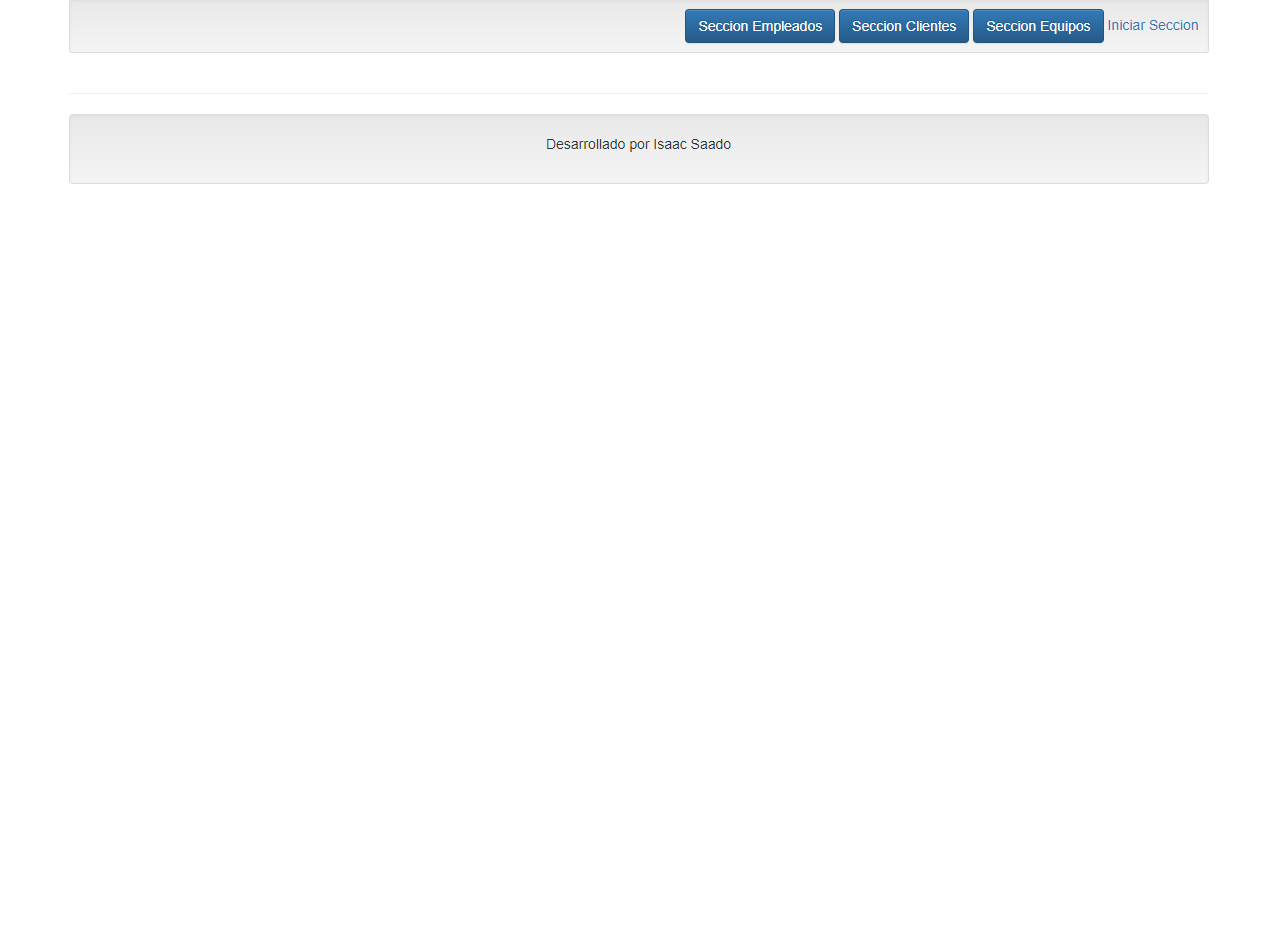 Seccion Empleados Seccion Clientes Seccion Equipos Iniciar Seccion
Desarrollado por Isaac Saado